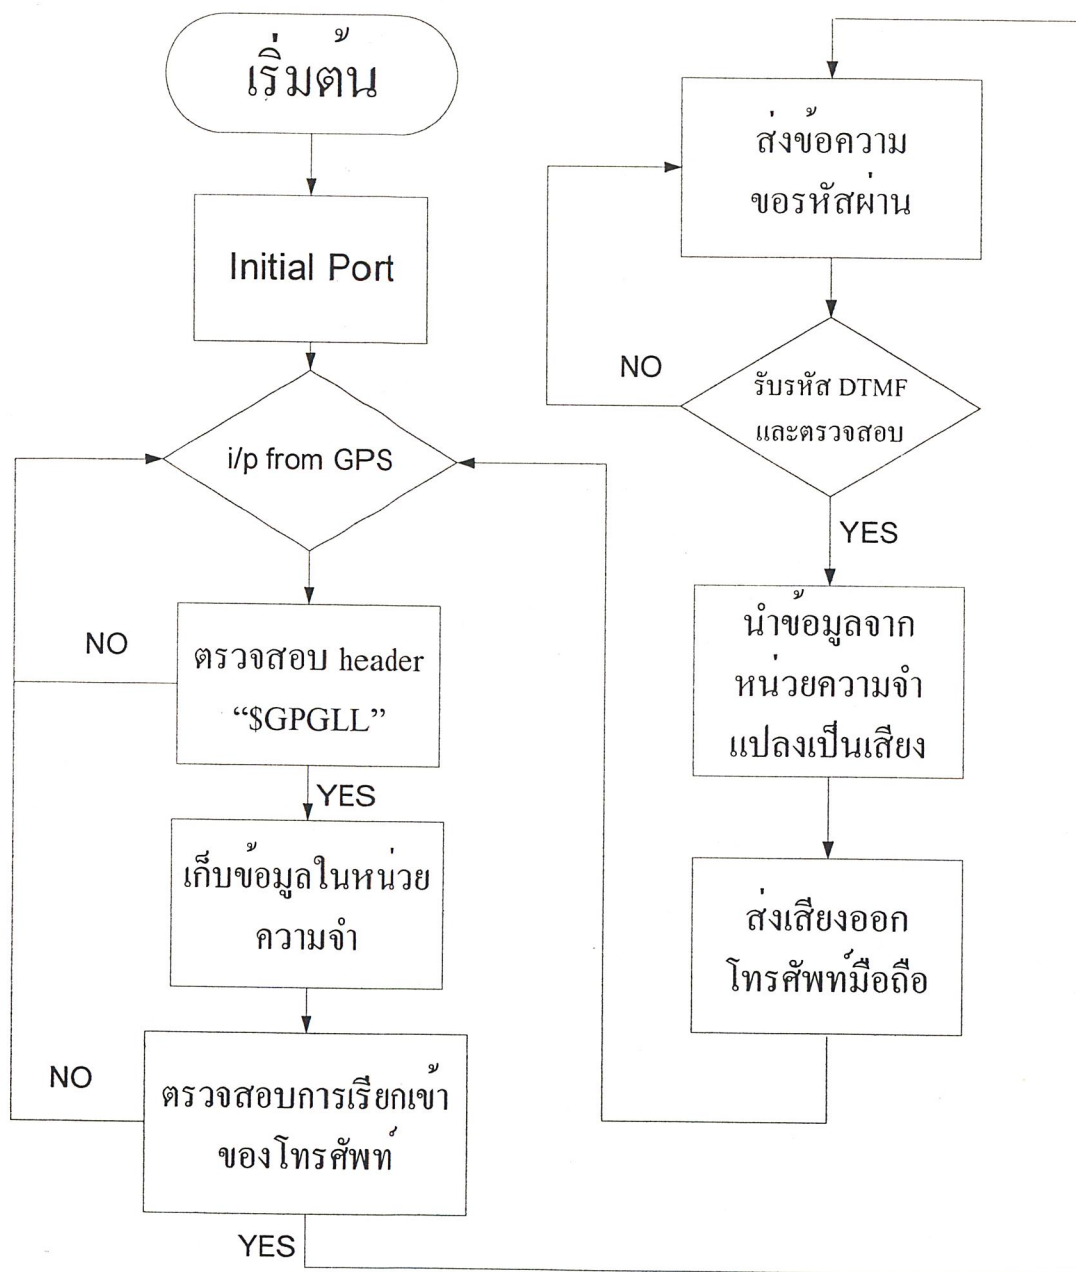 เริ่มต้น
Initial Port
i/p from GPS
NO
ตรวจสอบ header
“$GPGLL”
YES
เก็บข้อมูลในหน่วย
ความจำ
NO
ตรวจสอบการเรียกเข้า
ของโทรศัพท์
YES
ส่งข้อความ
ขอรหัสผ่าน
NO
รับรหัส DTMF
และตรวจสอบ
YES
นำข้อมูลจาก
หน่วยความจำ
แปลงเป็นเสียง
ส่งเสียงออก
โทรศัพท์มือถือ